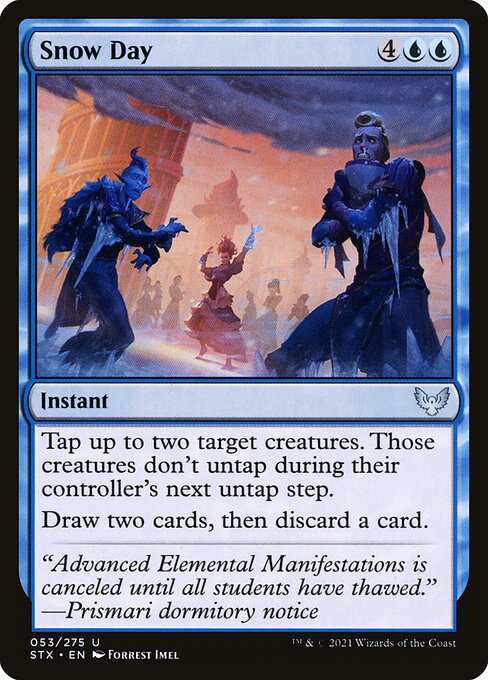 Snow Day 4
Instant
Tap up to two target creatures. Those
creatures don't untap during their
controller's next untap step.
Draw two cards, then discard a card.
“Advanced Elemental Manifestations is
canceled until all students have thawed.”
—Prismari dormitory notice
053/275 U
STX • EN Forrest Imel
™ & © 2021 Wizards of the Coast